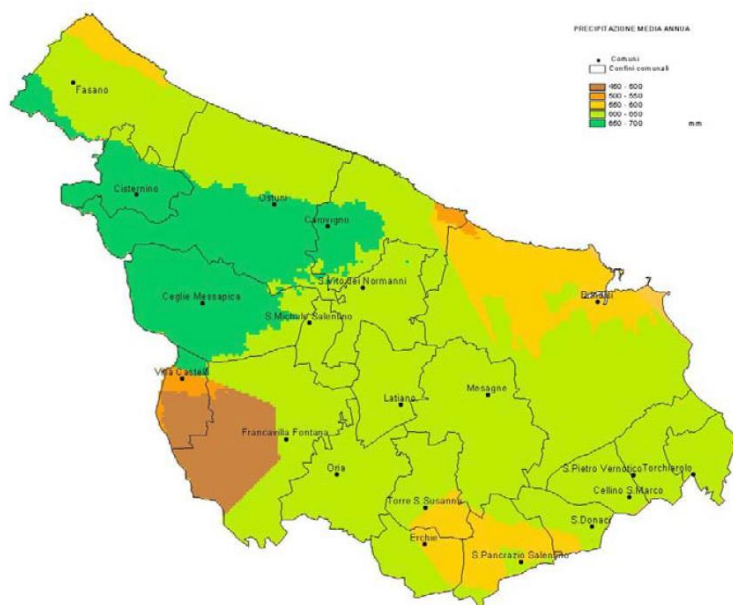 PRECIPITAZIONE MEDIA ANNUA
Comuni
Confini comunali
450 - 500
500 - 550
550 - 600
600 - 650
650 - 700
mm
Fasano
Cisternino
Ostuni
Carovigno
S.Vito dei Normanni
Ceglie Messapica
S.Michele Salentino
Brindisi
Villa Castelli
Latiano
Mesagne
Francavilla Fontana
Oria
S.Pietro Vernotico
Torchiarolo
Cellino S.Marco
Torre S.Susanna
S.Donaci
Erchie
S.Pancrazio Salentino